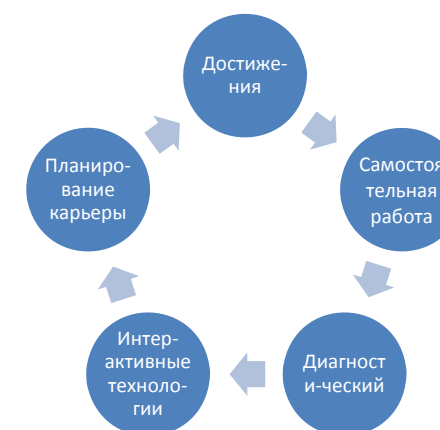 Достиже-
ния
Самостоя
тельная
работа
Диагност
и-ческий
Интер-
активные
техноло-
гии
Планиро-
вание
карьеры